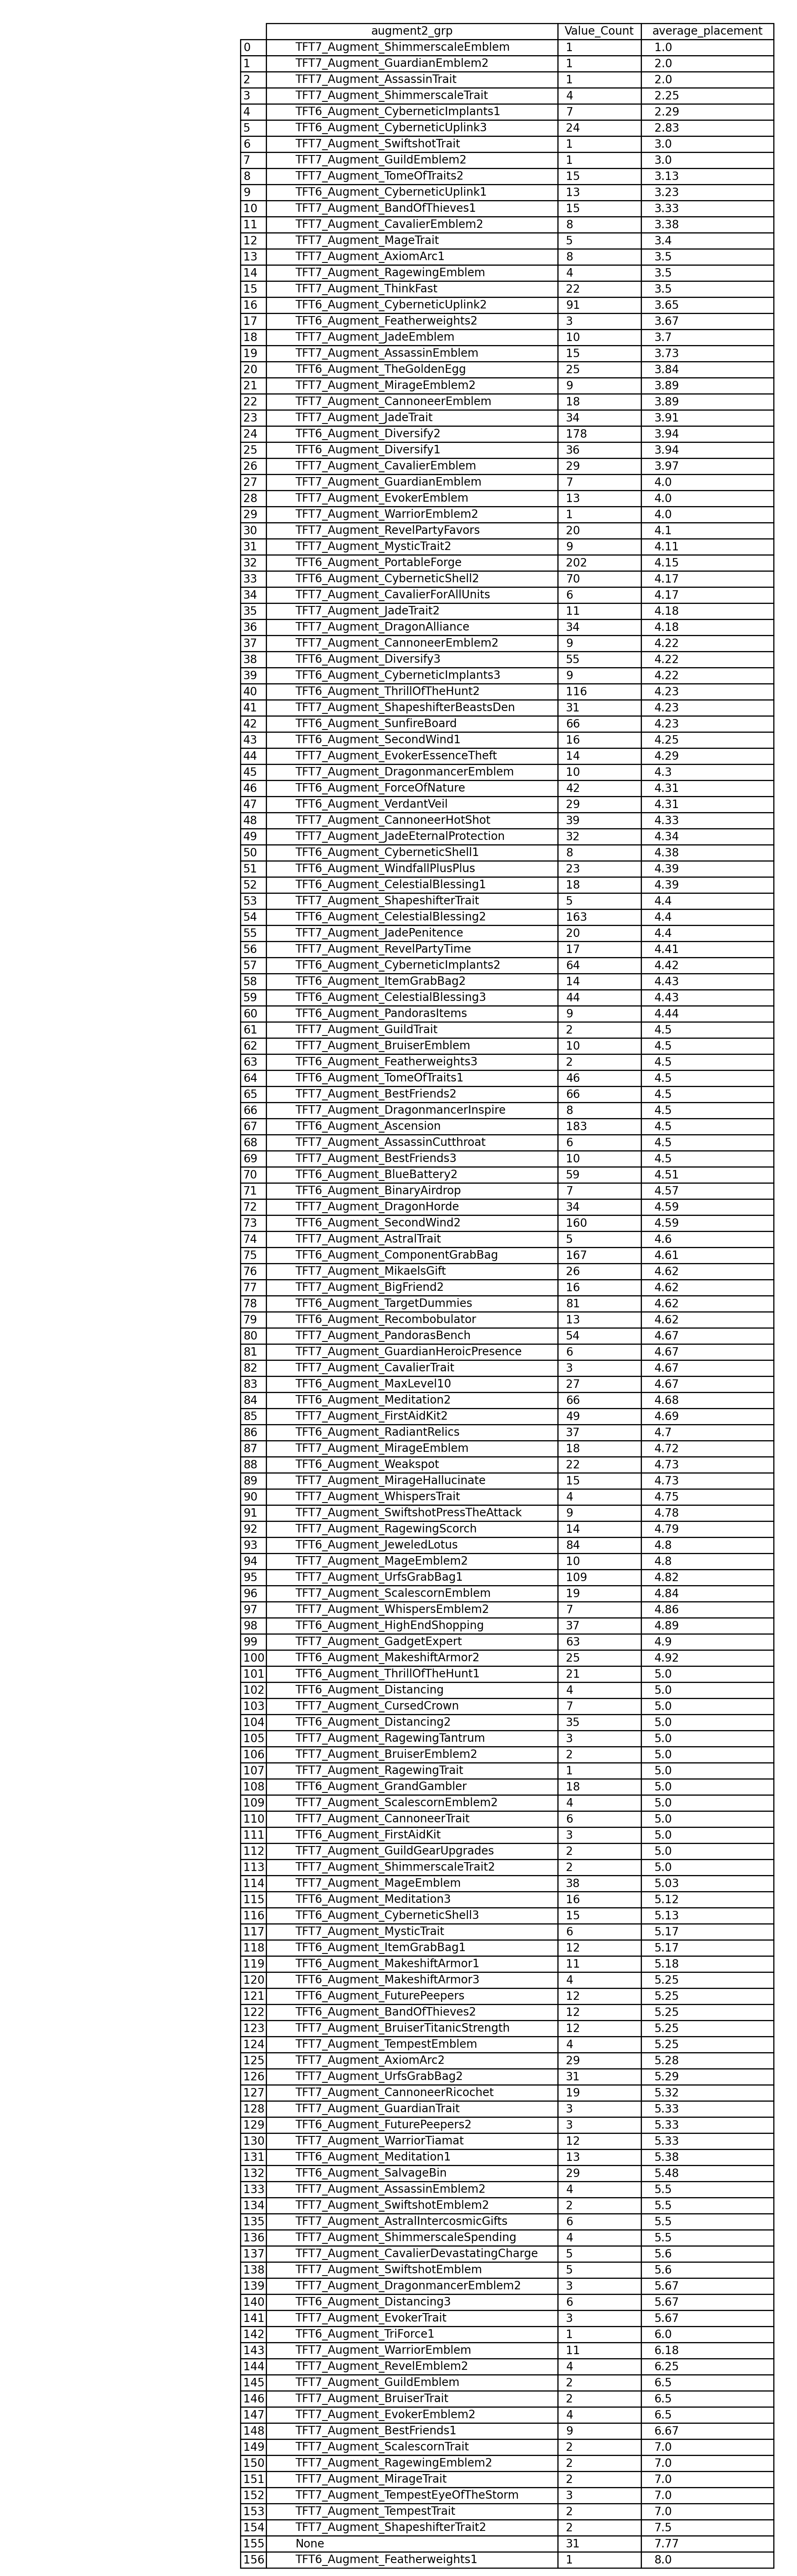 augment2_grp Value_Count average_placement
0 TFT7_Augment_ShimmerscaleEmblem 1 1.0
1 TFT7_Augment_GuardianEmblem2 1 2.0
2 TFT7_Augment_AssassinTrait 1 2.0
3 TFT7_Augment_ShimmerscaleTrait 4 2.25
4 TFT6_Augment_CyberneticImplants1 7 2.29
5 TFT6_Augment_CyberneticUplink3 24 2.83
6 TFT7_Augment_SwiftshotTrait 1 3.0
7 TFT7_Augment_GuildEmblem2 1 3.0
8 TFT7_Augment_TomeOfTraits2 15 3.13
9 TFT6_Augment_CyberneticUplink1 13 3.23
10 TFT7_Augment_BandOfThieves1 15 3.33
11 TFT7_Augment_CavalierEmblem2 8 3.38
12 TFT7_Augment_MageTrait 5 3.4
13 TFT7_Augment_AxiomArc1 8 3.5
14 TFT7_Augment_RagewingEmblem 4 3.5
15 TFT7_Augment_ThinkFast 22 3.5
16 TFT6_Augment_CyberneticUplink2 91 3.65
17 TFT6_Augment_Featherweights2 3 3.67
18 TFT7_Augment_JadeEmblem 10 3.7
19 TFT7_Augment_AssassinEmblem 15 3.73
20 TFT6_Augment_TheGoldenEgg 25 3.84
21 TFT7_Augment_MirageEmblem2 9 3.89
22 TFT7_Augment_CannoneerEmblem 18 3.89
23 TFT7_Augment_JadeTrait 34 3.91
24 TFT6_Augment_Diversify2 178 3.94
25 TFT6_Augment_Diversify1 36 3.94
26 TFT7_Augment_CavalierEmblem 29 3.97
27 TFT7_Augment_GuardianEmblem 7 4.0
28 TFT7_Augment_EvokerEmblem 13 4.0
29 TFT7_Augment_WarriorEmblem2 1 4.0
30 TFT7_Augment_RevelPartyFavors 20 4.1
31 TFT7_Augment_MysticTrait2 9 4.11
32 TFT6_Augment_PortableForge 202 4.15
33 TFT6_Augment_CyberneticShell2 70 4.17
34 TFT7_Augment_CavalierForAllUnits 6 4.17
35 TFT7_Augment_JadeTrait2 11 4.18
36 TFT7_Augment_DragonAlliance 34 4.18
37 TFT7_Augment_CannoneerEmblem2 9 4.22
38 TFT6_Augment_Diversify3 55 4.22
39 TFT6_Augment_CyberneticImplants3 9 4.22
40 TFT6_Augment_ThrillOfTheHunt2 116 4.23
41 TFT7_Augment_ShapeshifterBeastsDen 31 4.23
42 TFT6_Augment_SunfireBoard 66 4.23
43 TFT6_Augment_SecondWind1 16 4.25
44 TFT7_Augment_EvokerEssenceTheft 14 4.29
45 TFT7_Augment_DragonmancerEmblem 10 4.3
46 TFT6_Augment_ForceOfNature 42 4.31
47 TFT6_Augment_VerdantVeil 29 4.31
48 TFT7_Augment_CannoneerHotShot 39 4.33
49 TFT7_Augment_JadeEternalProtection 32 4.34
50 TFT6_Augment_CyberneticShell1 8 4.38
51 TFT6_Augment_WindfallPlusPlus 23 4.39
52 TFT6_Augment_CelestialBlessing1 18 4.39
53 TFT7_Augment_ShapeshifterTrait 5 4.4
54 TFT6_Augment_CelestialBlessing2 163 4.4
55 TFT7_Augment_JadePenitence 20 4.4
56 TFT7_Augment_RevelPartyTime 17 4.41
57 TFT6_Augment_CyberneticImplants2 64 4.42
58 TFT6_Augment_ItemGrabBag2 14 4.43
59 TFT6_Augment_CelestialBlessing3 44 4.43
60 TFT6_Augment_PandorasItems 9 4.44
61 TFT7_Augment_GuildTrait 2 4.5
62 TFT7_Augment_BruiserEmblem 10 4.5
63 TFT6_Augment_Featherweights3 2 4.5
64 TFT6_Augment_TomeOfTraits1 46 4.5
65 TFT7_Augment_BestFriends2 66 4.5
66 TFT7_Augment_DragonmancerInspire 8 4.5
67 TFT6_Augment_Ascension 183 4.5
68 TFT7_Augment_AssassinCutthroat 6 4.5
69 TFT7_Augment_BestFriends3 10 4.5
70 TFT6_Augment_BlueBattery2 59 4.51
71 TFT6_Augment_BinaryAirdrop 7 4.57
72 TFT7_Augment_DragonHorde 34 4.59
73 TFT6_Augment_SecondWind2 160 4.59
74 TFT7_Augment_AstralTrait 5 4.6
75 TFT6_Augment_ComponentGrabBag 167 4.61
76 TFT7_Augment_MikaelsGift 26 4.62
77 TFT7_Augment_BigFriend2 16 4.62
78 TFT6_Augment_TargetDummies 81 4.62
79 TFT6_Augment_Recombobulator 13 4.62
80 TFT7_Augment_PandorasBench 54 4.67
81 TFT7_Augment_GuardianHeroicPresence 6 4.67
82 TFT7_Augment_CavalierTrait 3 4.67
83 TFT6_Augment_MaxLevel10 27 4.67
84 TFT6_Augment_Meditation2 66 4.68
85 TFT7_Augment_FirstAidKit2 49 4.69
86 TFT6_Augment_RadiantRelics 37 4.7
87 TFT7_Augment_MirageEmblem 18 4.72
88 TFT6_Augment_Weakspot 22 4.73
89 TFT7_Augment_MirageHallucinate 15 4.73
90 TFT7_Augment_WhispersTrait 4 4.75
91 TFT7_Augment_SwiftshotPressTheAttack 9 4.78
92 TFT7_Augment_RagewingScorch 14 4.79
93 TFT6_Augment_JeweledLotus 84 4.8
94 TFT7_Augment_MageEmblem2 10 4.8
95 TFT7_Augment_UrfsGrabBag1 109 4.82
96 TFT7_Augment_ScalescornEmblem 19 4.84
97 TFT7_Augment_WhispersEmblem2 7 4.86
98 TFT6_Augment_HighEndShopping 37 4.89
99 TFT7_Augment_GadgetExpert 63 4.9
100 TFT6_Augment_MakeshiftArmor2 25 4.92
101 TFT6_Augment_ThrillOfTheHunt1 21 5.0
102 TFT6_Augment_Distancing 4 5.0
103 TFT7_Augment_CursedCrown 7 5.0
104 TFT6_Augment_Distancing2 35 5.0
105 TFT7_Augment_RagewingTantrum 3 5.0
106 TFT7_Augment_BruiserEmblem2 2 5.0
107 TFT7_Augment_RagewingTrait 1 5.0
108 TFT6_Augment_GrandGambler 18 5.0
109 TFT7_Augment_ScalescornEmblem2 4 5.0
110 TFT7_Augment_CannoneerTrait 6 5.0
111 TFT6_Augment_FirstAidKit 3 5.0
112 TFT7_Augment_GuildGearUpgrades 2 5.0
113 TFT7_Augment_ShimmerscaleTrait2 2 5.0
114 TFT7_Augment_MageEmblem 38 5.03
115 TFT6_Augment_Meditation3 16 5.12
116 TFT6_Augment_CyberneticShell3 15 5.13
117 TFT7_Augment_MysticTrait 6 5.17
118 TFT6_Augment_ItemGrabBag1 12 5.17
119 TFT6_Augment_MakeshiftArmor1 11 5.18
120 TFT6_Augment_MakeshiftArmor3 4 5.25
121 TFT6_Augment_FuturePeepers 12 5.25
122 TFT6_Augment_BandOfThieves2 12 5.25
123 TFT7_Augment_BruiserTitanicStrength 12 5.25
124 TFT7_Augment_TempestEmblem 4 5.25
125 TFT7_Augment_AxiomArc2 29 5.28
126 TFT7_Augment_UrfsGrabBag2 31 5.29
127 TFT7_Augment_CannoneerRicochet 19 5.32
128 TFT7_Augment_GuardianTrait 3 5.33
129 TFT6_Augment_FuturePeepers2 3 5.33
130 TFT7_Augment_WarriorTiamat 12 5.33
131 TFT6_Augment_Meditation1 13 5.38
132 TFT6_Augment_SalvageBin 29 5.48
133 TFT7_Augment_AssassinEmblem2 4 5.5
134 TFT7_Augment_SwiftshotEmblem2 2 5.5
135 TFT7_Augment_AstralIntercosmicGifts 6 5.5
136 TFT7_Augment_ShimmerscaleSpending 4 5.5
137 TFT7_Augment_CavalierDevastatingCharge 5 5.6
138 TFT7_Augment_SwiftshotEmblem 5 5.6
139 TFT7_Augment_DragonmancerEmblem2 3 5.67
140 TFT6_Augment_Distancing3 6 5.67
141 TFT7_Augment_EvokerTrait 3 5.67
142 TFT6_Augment_TriForce1 1 6.0
143 TFT7_Augment_WarriorEmblem 11 6.18
144 TFT7_Augment_RevelEmblem2 4 6.25
145 TFT7_Augment_GuildEmblem 2 6.5
146 TFT7_Augment_BruiserTrait 2 6.5
147 TFT7_Augment_EvokerEmblem2 4 6.5
148 TFT7_Augment_BestFriends1 9 6.67
149 TFT7_Augment_ScalescornTrait 2 7.0
150 TFT7_Augment_RagewingEmblem2 2 7.0
151 TFT7_Augment_MirageTrait 2 7.0
152 TFT7_Augment_TempestEyeOfTheStorm 3 7.0
153 TFT7_Augment_TempestTrait 2 7.0
154 TFT7_Augment_ShapeshifterTrait2 2 7.5
155 None 31 7.77
156 TFT6_Augment_Featherweights1 1 8.0